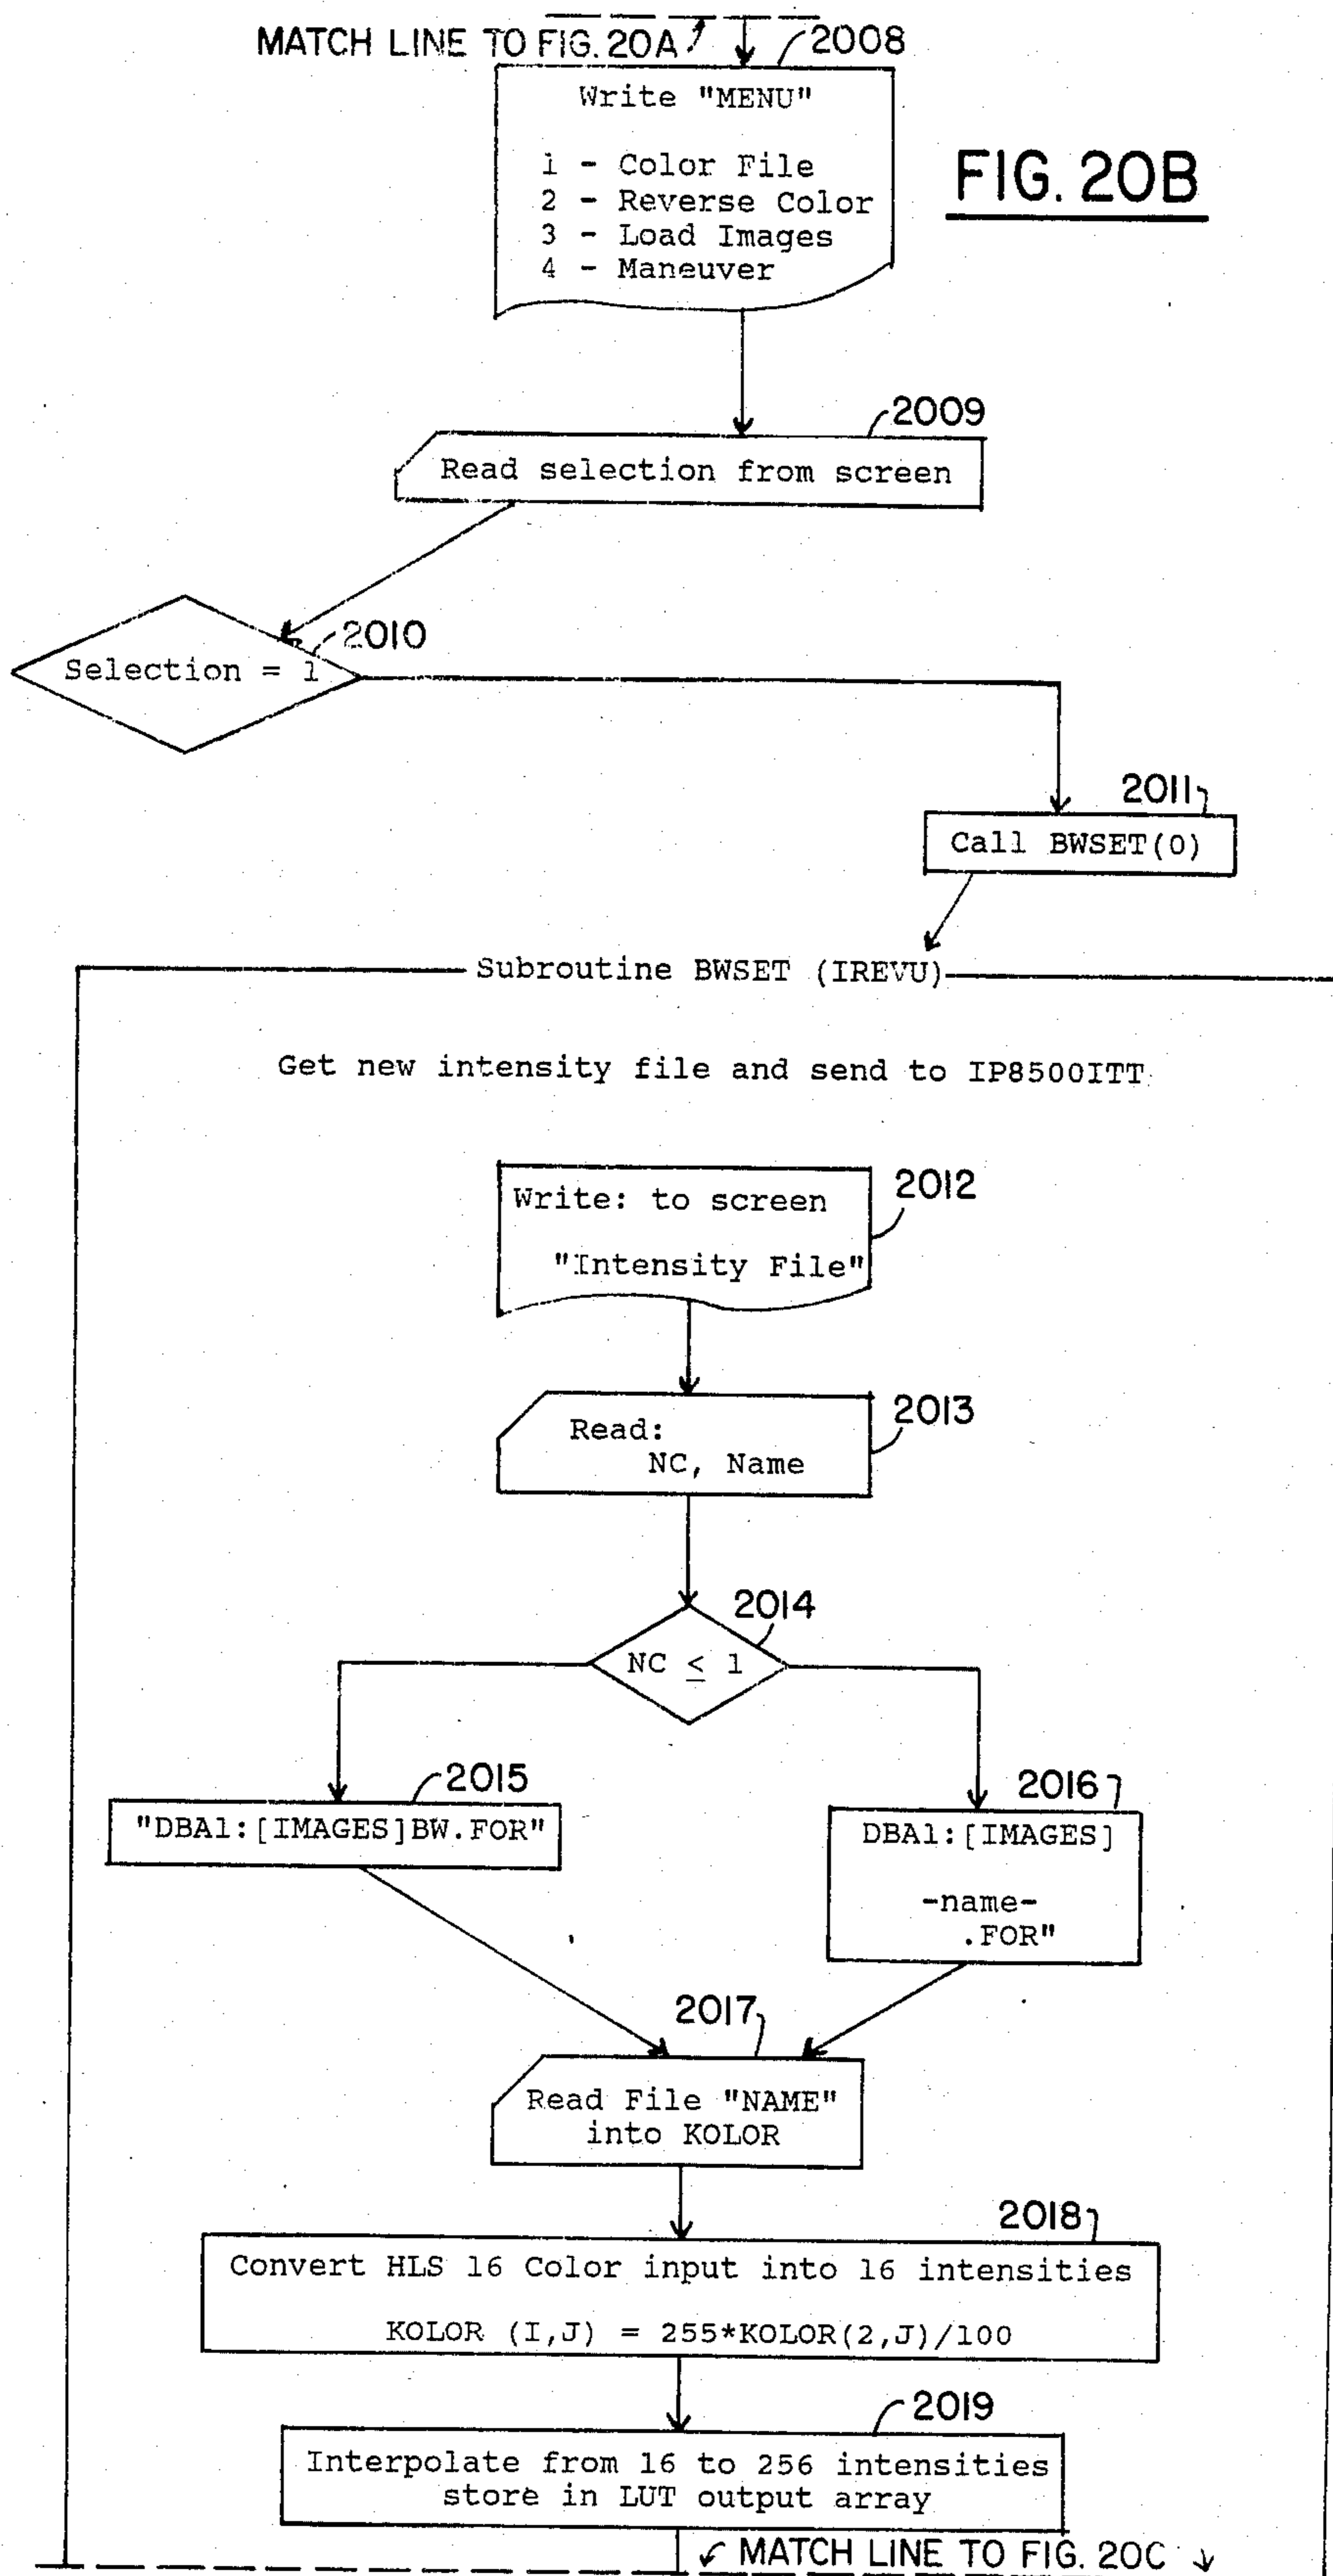 MATCH LINE TO FIG. 20A
2008
Write "MENU"
1 - Color File
2 - Reverse Color
3 - Load Images
4 - Maneuver
FIG. 20B
2009
Read selection from screen
2010
Selection = 1
2011
Call BWSET(0)
Subroutine BWSET (IREVU)
Get new intensity file and send to IP8500ITT
2012
Write: to screen
"Intensity File"
2013
Read:
NC, Name
2014
NC ≤ 1
2015
"DBA1:[IMAGES]BW.FOR"
2016
DBA1:[IMAGES]
-name-
.FOR"
2017
Read File "NAME"
into KOLOR
2018
Convert HLS 16 Color input into 16 intensities
KOLOR (I,J) = 255*KOLOR(2,J)/100
2019
Interpolate from 16 to 256 intensities
store in LUT output array
MATCH LINE TO FIG. 20C